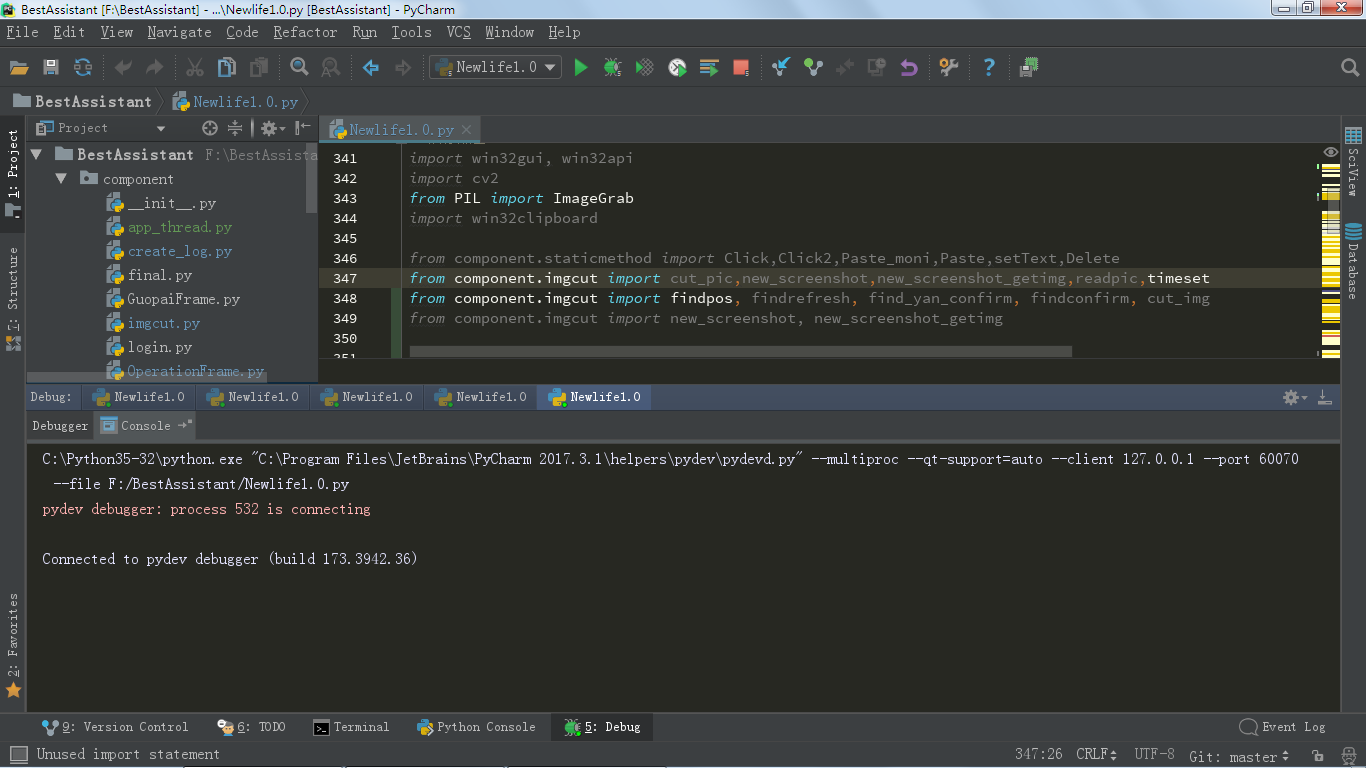 BestAssistant [F:\BestAssistant] - ...\Newlife1.0.py [BestAssistant] - PyCharm
File Edit View Navigate Code Refactor Run Tools VCS Window Help
Newlife1.0
BestAssistant Newlife1.0.py
1: Project
Project
Newlife1.0.py
BestAssistant F:\BestAssista
component
__init__.py
app_thread.py
create_log.py
final.py
GuopaiFrame.py
imgcut.py
login.py
OperationFrame.py
341 import win32gui, win32api
342 import cv2
343 from PIL import ImageGrab
344 import win32clipboard
345
346 from component.staticmethod import Click,Click2,Paste_moni,Paste,setText,Delete
347 from component.imgcut import cut_pic,new_screenshot,new_screenshot_getimg,readpic,timeset
348 from component.imgcut import findpos, findrefresh, find_yan_confirm, findconfirm, cut_img
349 from component.imgcut import new_screenshot, new_screenshot_getimg
350
351
SciView
Database
7: Structure
2: Favorites
Debug: Newlife1.0 Newlife1.0 Newlife1.0 Newlife1.0 Newlife1.0
Debugger Console
C:\Python35-32\python.exe "C:\Program Files\JetBrains\PyCharm 2017.3.1\helpers\pydev\pydevd.py" --multiproc --qt-support=auto --client 127.0.0.1 --port 60070
--file F:/BestAssistant/Newlife1.0.py
pydev debugger: process 532 is connecting
Connected to pydev debugger (build 173.3942.36)
9: Version Control 6: TODO Terminal Python Console 5: Debug Event Log
Unused import statement 347:26 CRLF UTF-8 Git: master